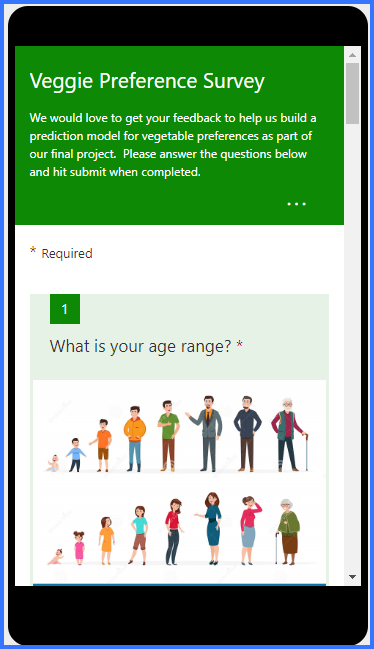 Veggie Preference Survey
We would love to get your feedback to help us build a
prediction model for vegetable preferences as part of
our final project.  Please answer the questions below
and hit submit when completed.
...
* Required
1
What is your age range? *